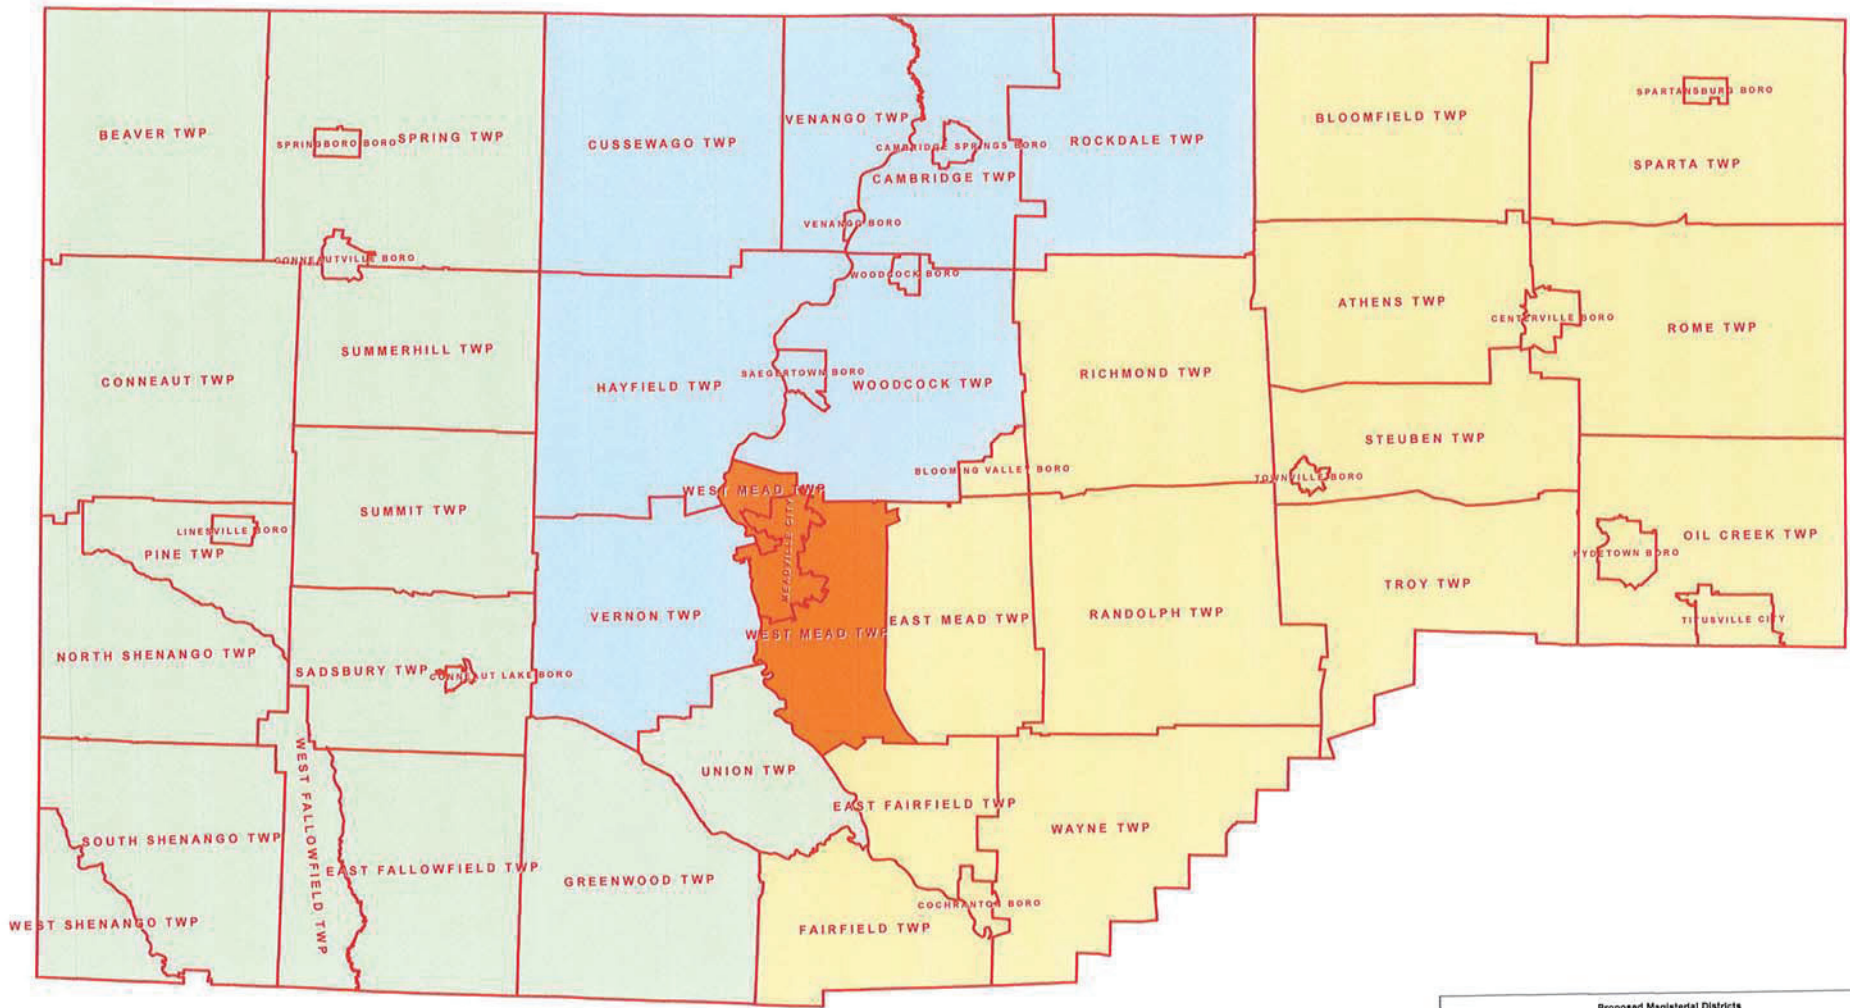 SPARTANSBURG BORO
BEAVER TWP
SPRINGBORO BORO
SPRING TWP
CUSSEWAGO TWP
VENANGO TWP
CAMBRIDGE SPRINGS BORO
ROCKDALE TWP
BLOOMFIELD TWP
SPARTA TWP
CAMBRIDGE TWP
VENANGO BORO
CONNEAUTVILLE BORO
WOODCOCK BORO
ATHENS TWP
CENTERVILLE BORO
ROME TWP
SUMMERHILL TWP
CONNEAUT TWP
HAYFIELD TWP
SAEGERTOWN BORO
WOODCOCK TWP
RICHMOND TWP
STEUBEN TWP
BLOOMING VALLEY BORO
TOWNVILLE BORO
WEST MEAD TWP
SUMMIT TWP
LINESVILLE BORO
PINE TWP
MEADVILLE CITY
OIL CREEK TWP
HYDETOWN BORO
TROY TWP
VERNON TWP
EAST MEAD TWP
RANDOLPH TWP
TITUSVILLE CITY
WEST MEAD TWP
NORTH SHENANGO TWP
SADSBURY TWP
CONNEAUT LAKE BORO
WEST FALLOWFIELD TWP
UNION TWP
EAST FAIRFIELD TWP
WAYNE TWP
SOUTH SHENANGO TWP
EAST FALLOWFIELD TWP
GREENWOOD TWP
COCHRANTON BORO
WEST SHENANGO TWP
FAIRFIELD TWP
Proposed Magisterial Districts